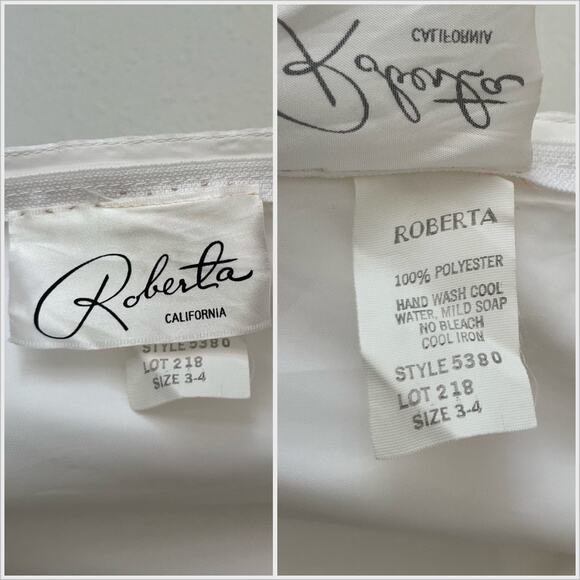 Roberta
CALIFORNIA
STYLE 5380
LOT 218
SIZE 3-4
Roberta
CALIFORNIA
ROBERTA
100% POLYESTER
HAND WASH COOL
WATER, MILD SOAP
NO BLEACH
COOL IRON
STYLE 5380
LOT 218
SIZE 3-4